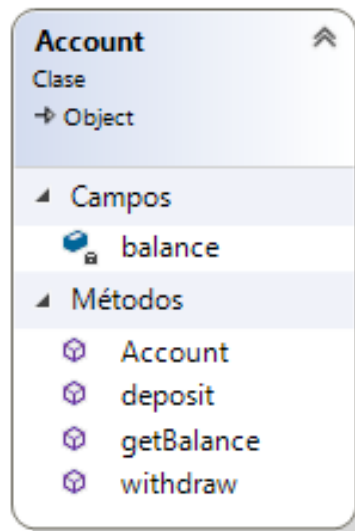 Account
Clase
Object
Campos
balance
Métodos
Account
deposit
getBalance
withdraw